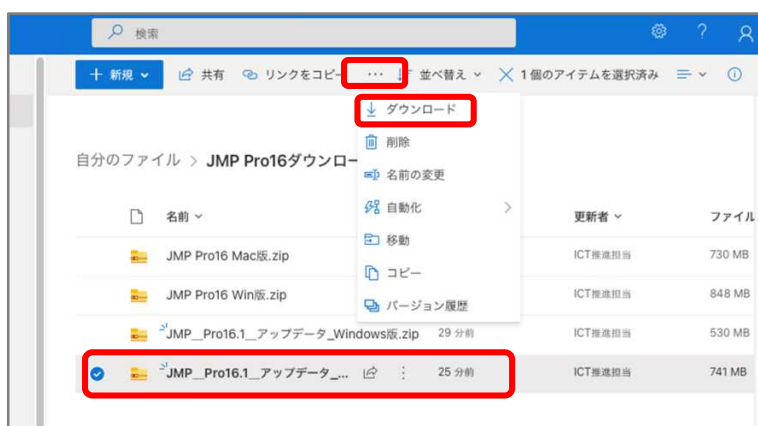 検索
?
+ 新規 共有 リンクをコピー ... 並べ替え × 1 個のアイテムを選択済み
ダウンロード
削除
自分のファイル > JMP Pro16ダウンロー
名前の変更
名前 自動化 > 更新者 ファイル
移動
JMP Pro16 Mac版.zip ICT推進担当 730 MB
コピー
JMP Pro16 Win版.zip ICT推進担当 848 MB
バージョン履歴
JMP__Pro16.1__アップデータ_Windows版.zip 29 分前 ICT推進担当 530 MB
JMP__Pro16.1__アップデータ_... 25 分前 ICT推進担当 741 MB